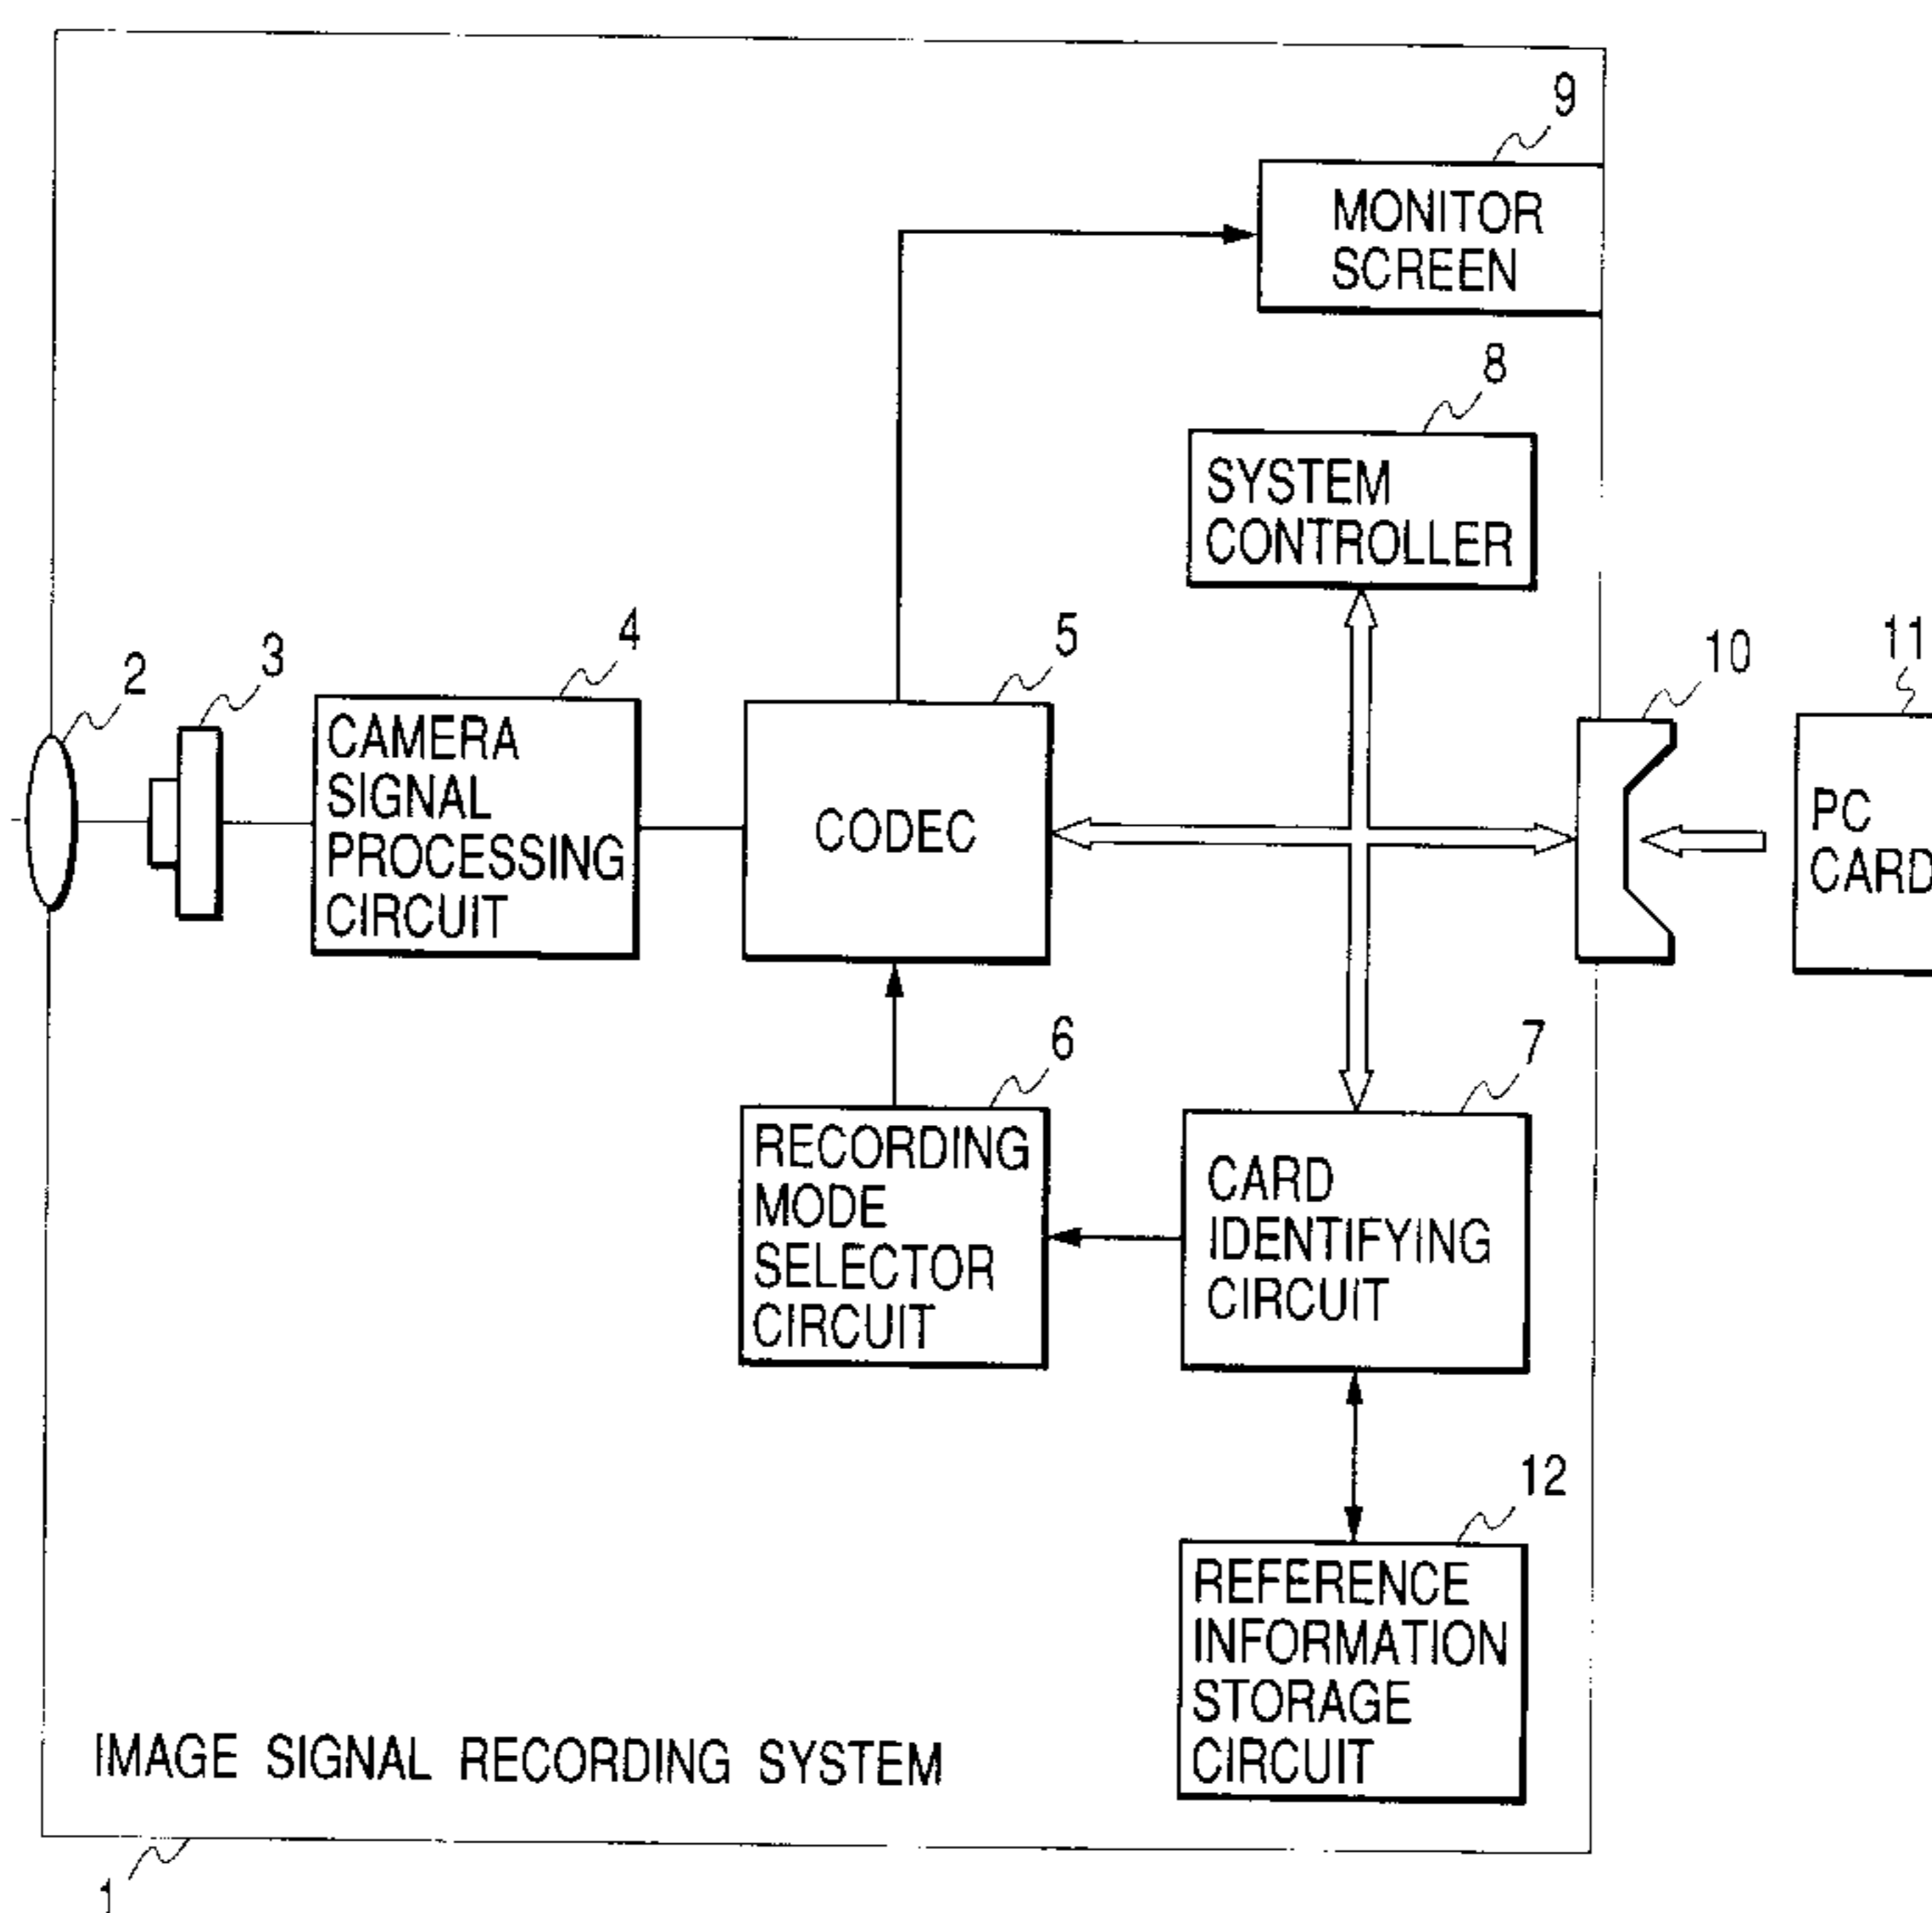 9
MONITOR
SCREEN
8
SYSTEM
CONTROLLER
2
3
4
5
10
11
CAMERA
SIGNAL
PROCESSING
CIRCUIT
CODEC
PC
CARD
6
7
RECORDING
MODE
SELECTOR
CIRCUIT
CARD
IDENTIFYING
CIRCUIT
12
REFERENCE
INFORMATION
STORAGE
CIRCUIT
IMAGE SIGNAL RECORDING SYSTEM
1